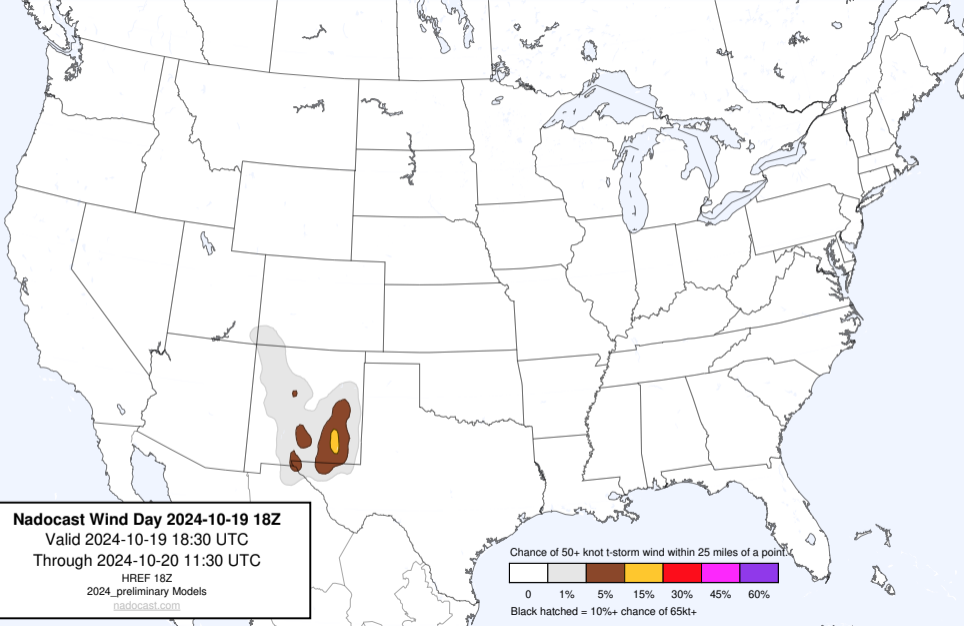 Nadocast Wind Day 2024-10-19 18Z
Valid 2024-10-19 18:30 UTC
Through 2024-10-20 11:30 UTC
HREF 18Z
2024_preliminary Models
nadocast.com
Chance of 50+ knot t-storm wind within 25 miles of a point.
0 1% 5% 15% 30% 45% 60%
Black hatched = 10%+ chance of 65kt+